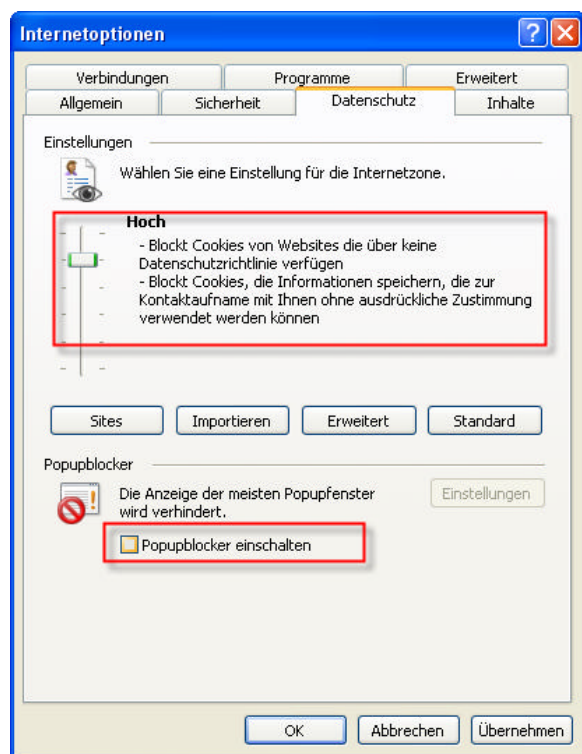 Internetoptionen
Verbindungen Programme Erweitert
Allgemein Sicherheit Datenschutz Inhalte
Einstellungen
Wählen Sie eine Einstellung für die Internetzone.
Hoch
- Blockt Cookies von Websites die über keine
Datenschutzrichtlinie verfügen
- Blockt Cookies, die Informationen speichern, die zur
Kontaktaufname mit Ihnen ohne ausdrückliche Zustimmung
verwendet werden können
Sites Importieren Erweitert Standard
Popupblocker
Die Anzeige der meisten Popupfenster
wird verhindert.
Einstellungen
Popupblocker einschalten
OK Abbrechen Übernehmen